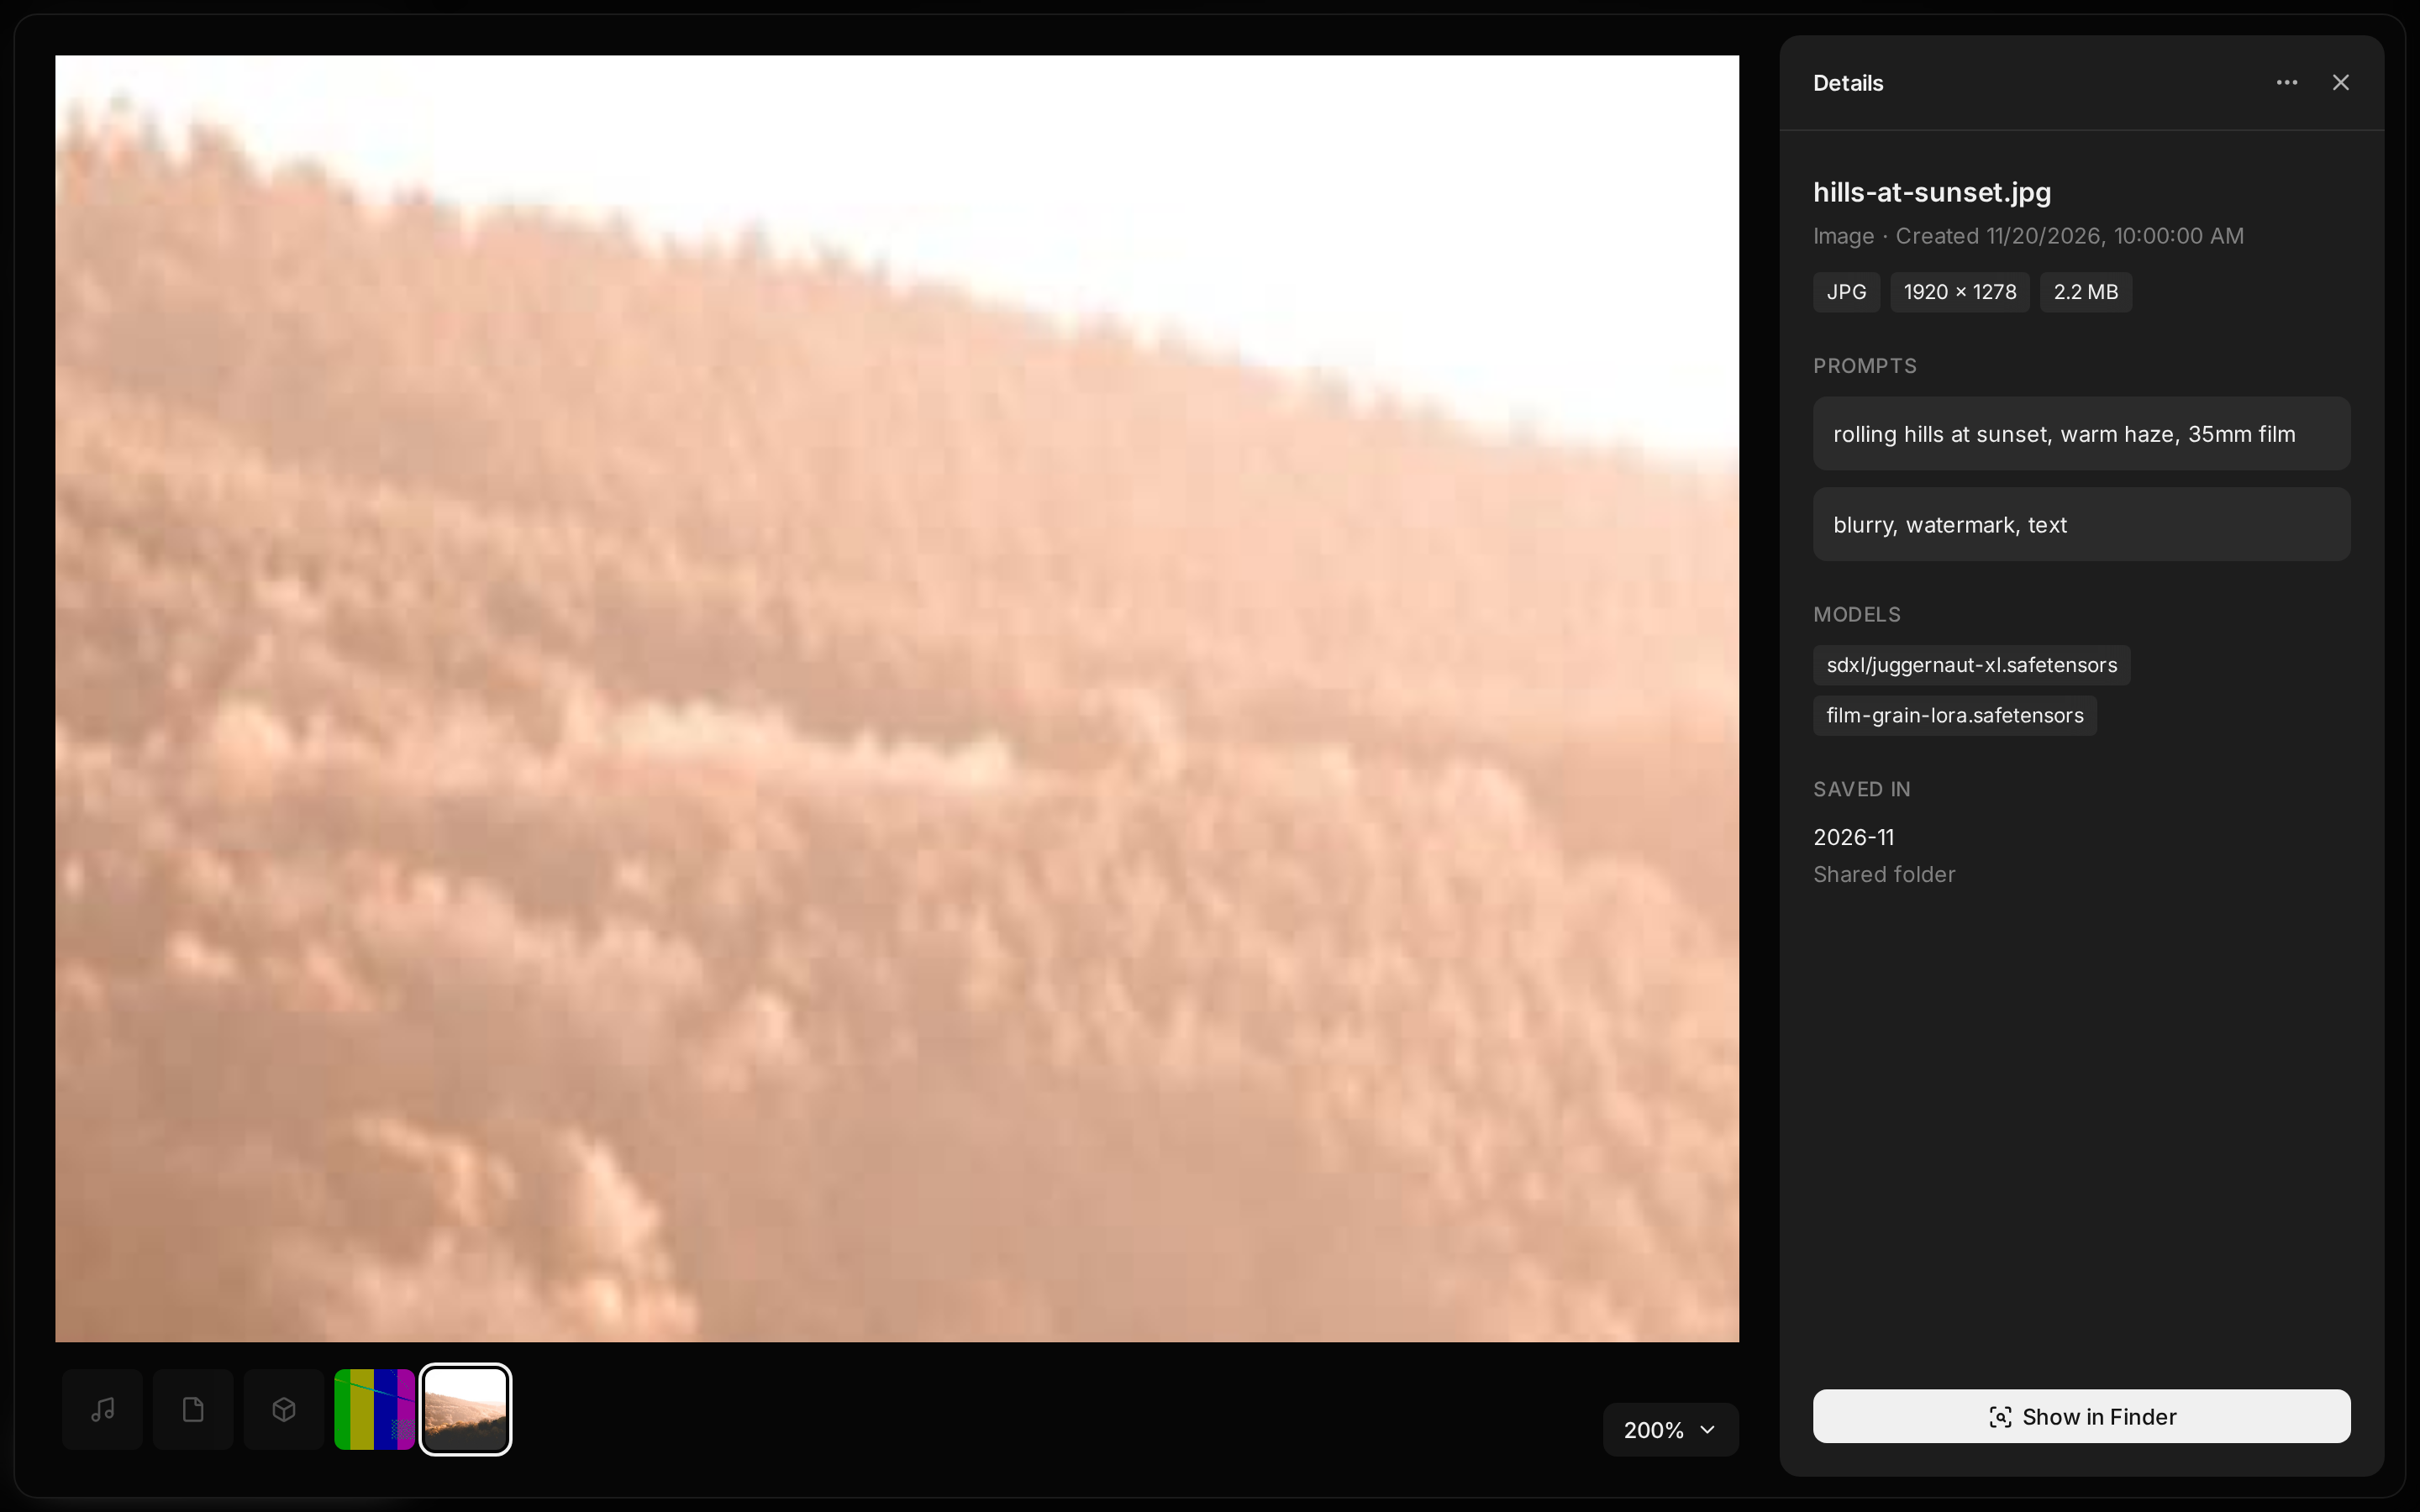 Details
hills-at-sunset.jpg
Image · Created 11/20/2026, 10:00:00 AM
JPG 1920 × 1278 2.2 MB
PROMPTS
rolling hills at sunset, warm haze, 35mm film
blurry, watermark, text
MODELS
sdxl/juggernaut-xl.safetensors
film-grain-lora.safetensors
SAVED IN
2026-11
Shared folder
200%
Show in Finder